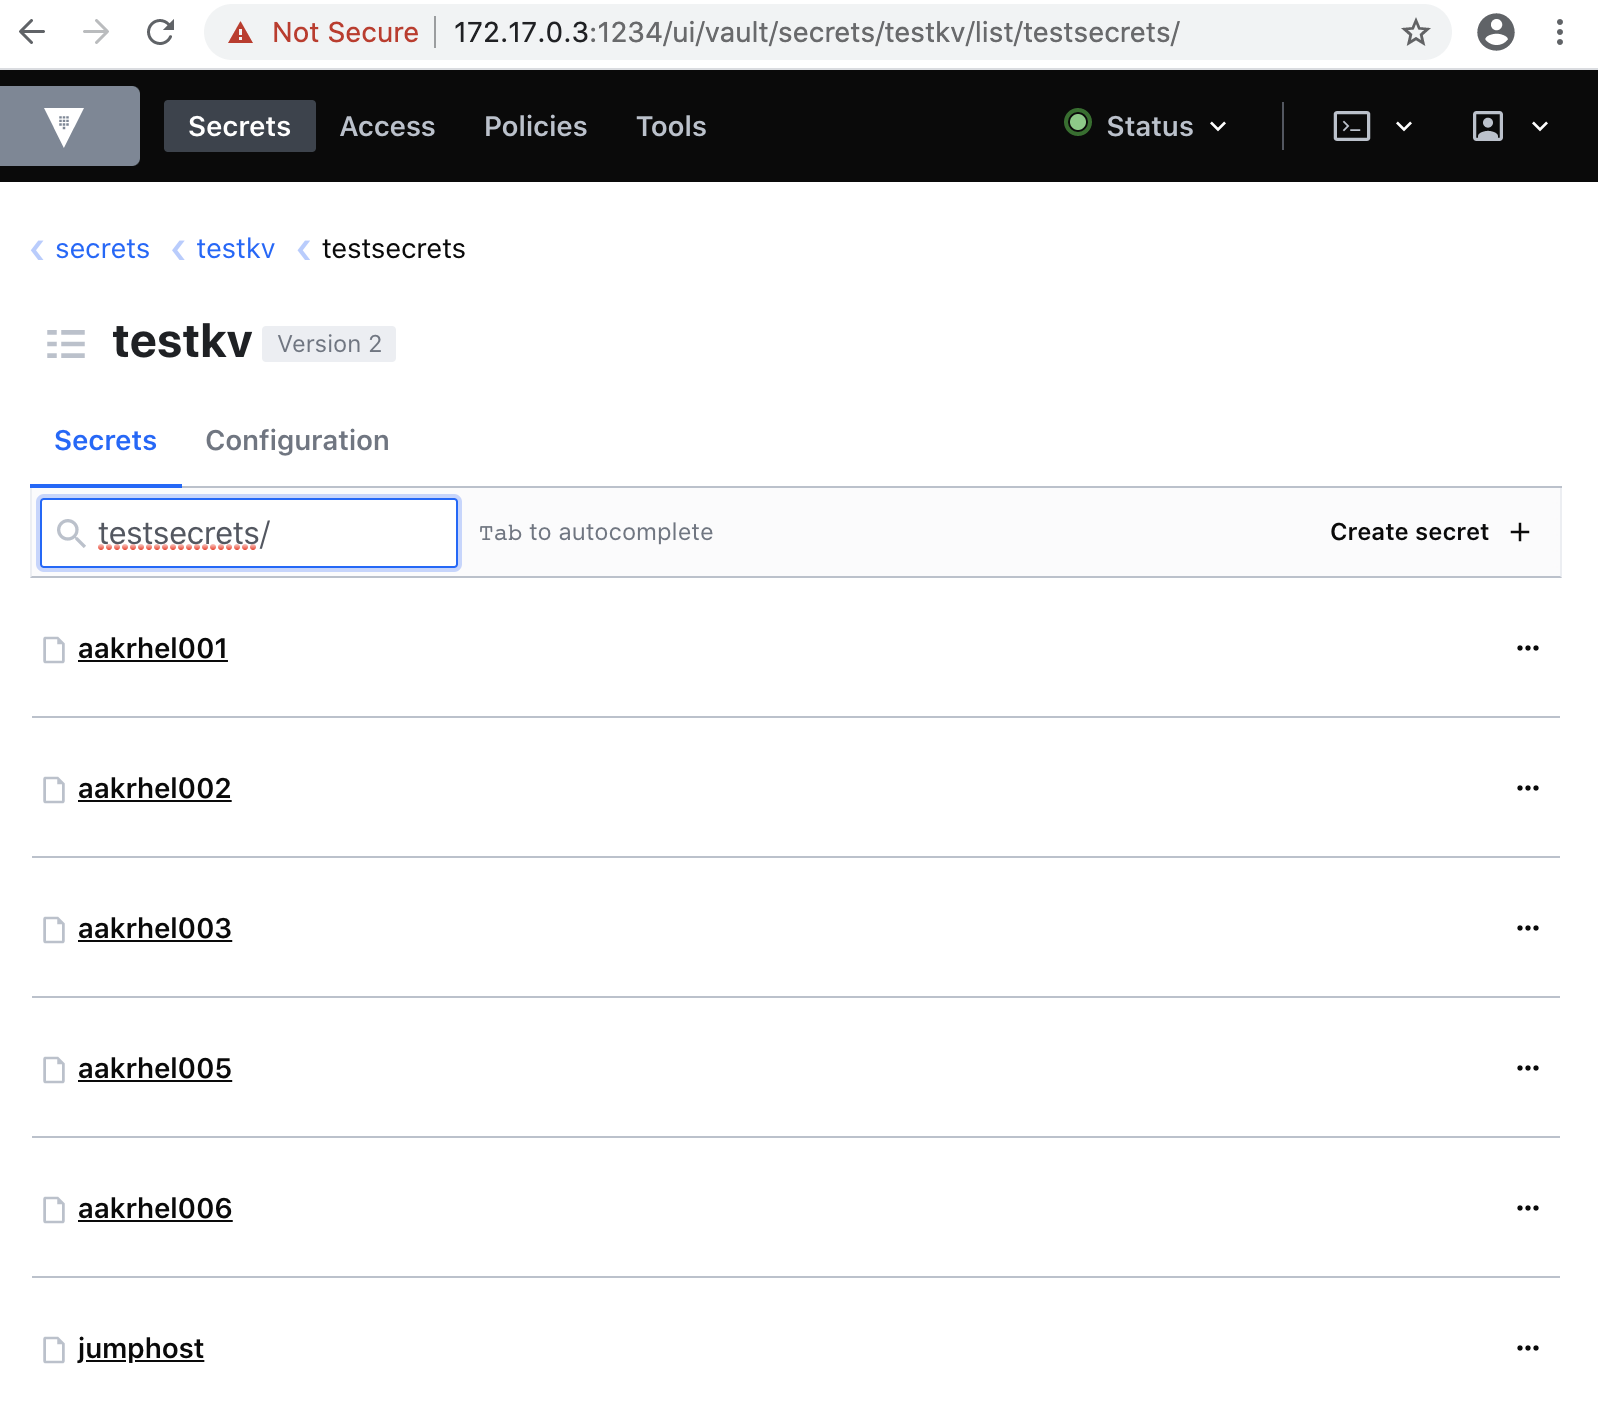 Not Secure | 172.17.0.3:1234/ui/vault/secrets/testkv/list/testsecrets/
Secrets Access Policies Tools Status
secrets testkv testsecrets
testkv Version 2
Secrets Configuration
testsecrets/ Tab to autocomplete Create secret +
aakrhel001
aakrhel002
aakrhel003
aakrhel005
aakrhel006
jumphost